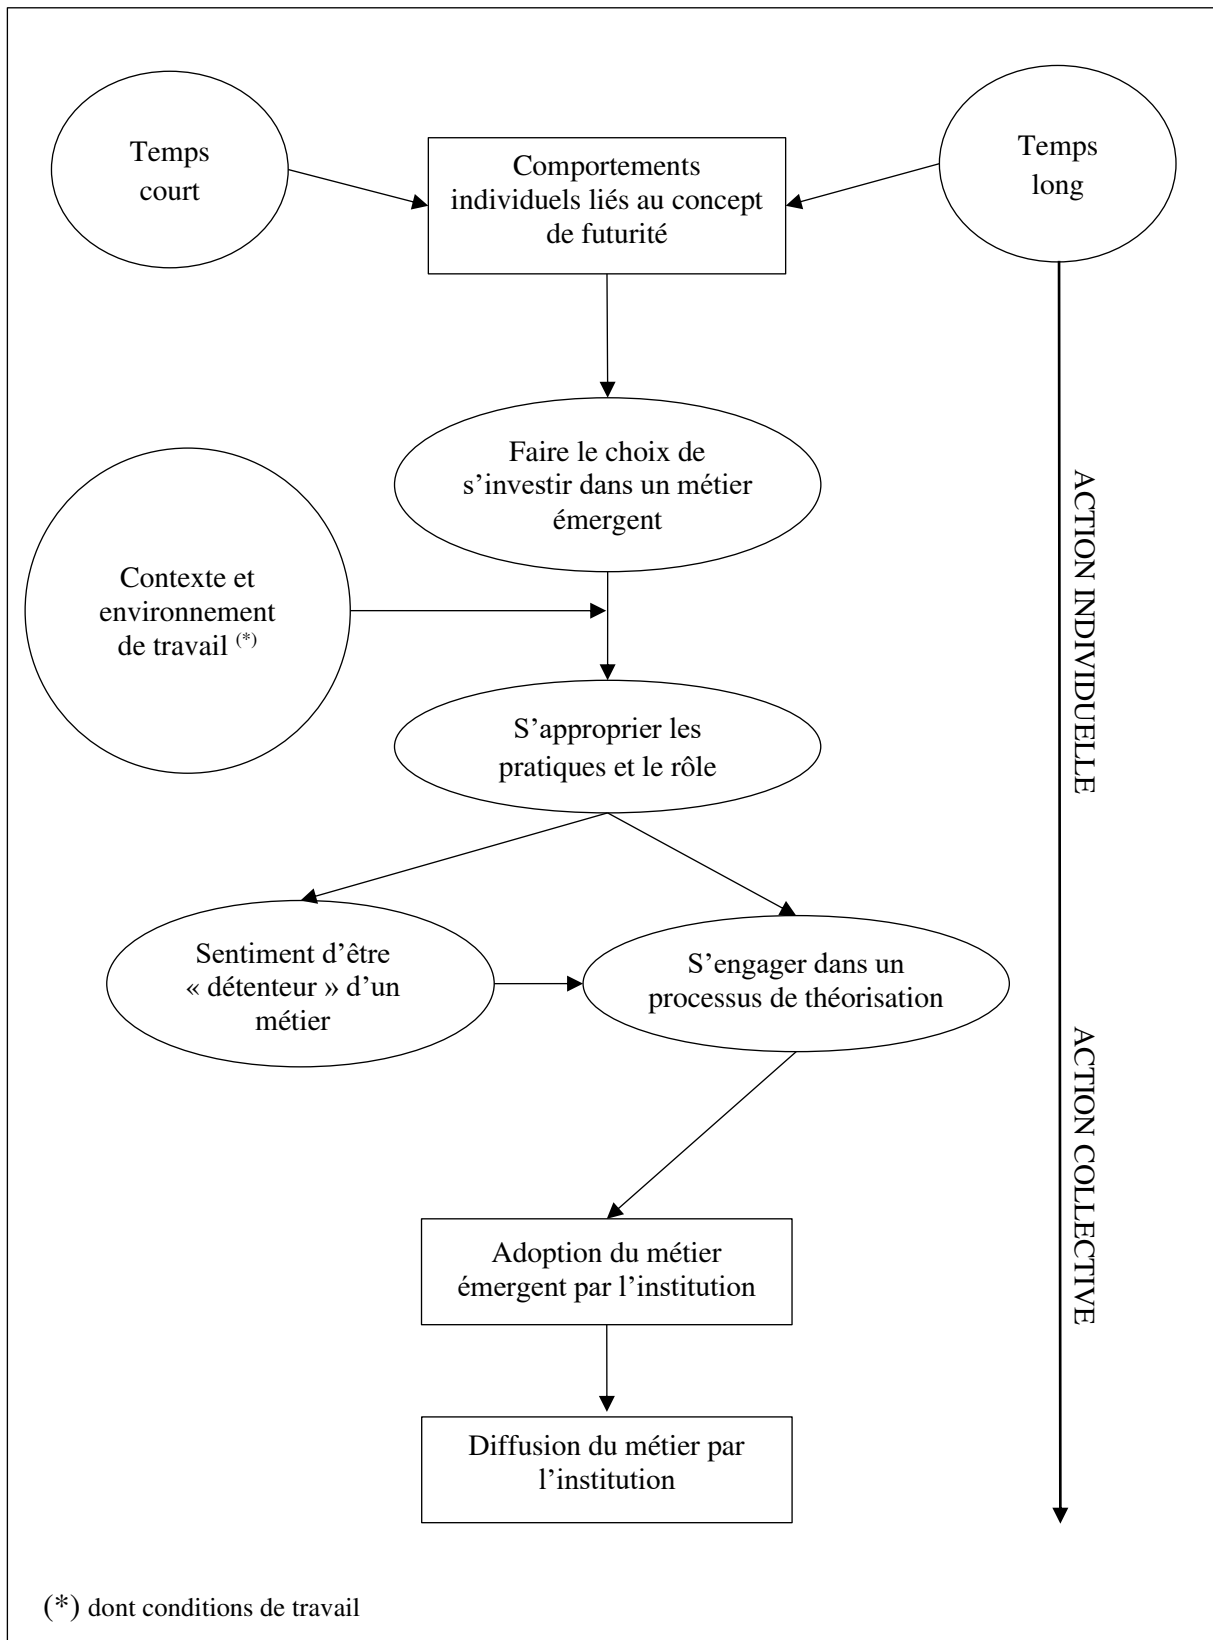 Temps
court
Comportements
individuels liés au concept
de futurité
Temps
long
Faire le choix de
s’investir dans un métier
émergent
Contexte et
environnement
de travail (*)
ACTION INDIVIDUELLE
S’approprier les
pratiques et le rôle
Sentiment d’être
« détenteur » d’un
métier
S’engager dans un
processus de théorisation
ACTION COLLECTIVE
Adoption du métier
émergent par l’institution
Diffusion du métier par
l’institution
(*) dont conditions de travail